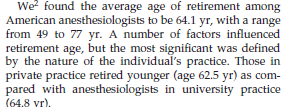 We² found the average age of retirement among
American anesthesiologists to be 64.1 yr, with a range
from 49 to 77 yr. A number of factors influenced
retirement age, but the most significant was defined
by the nature of the individual's practice. Those in
private practice retired younger (age 62.5 yr) as com-
pared with anesthesiologists in university practice
(64.8 yr).